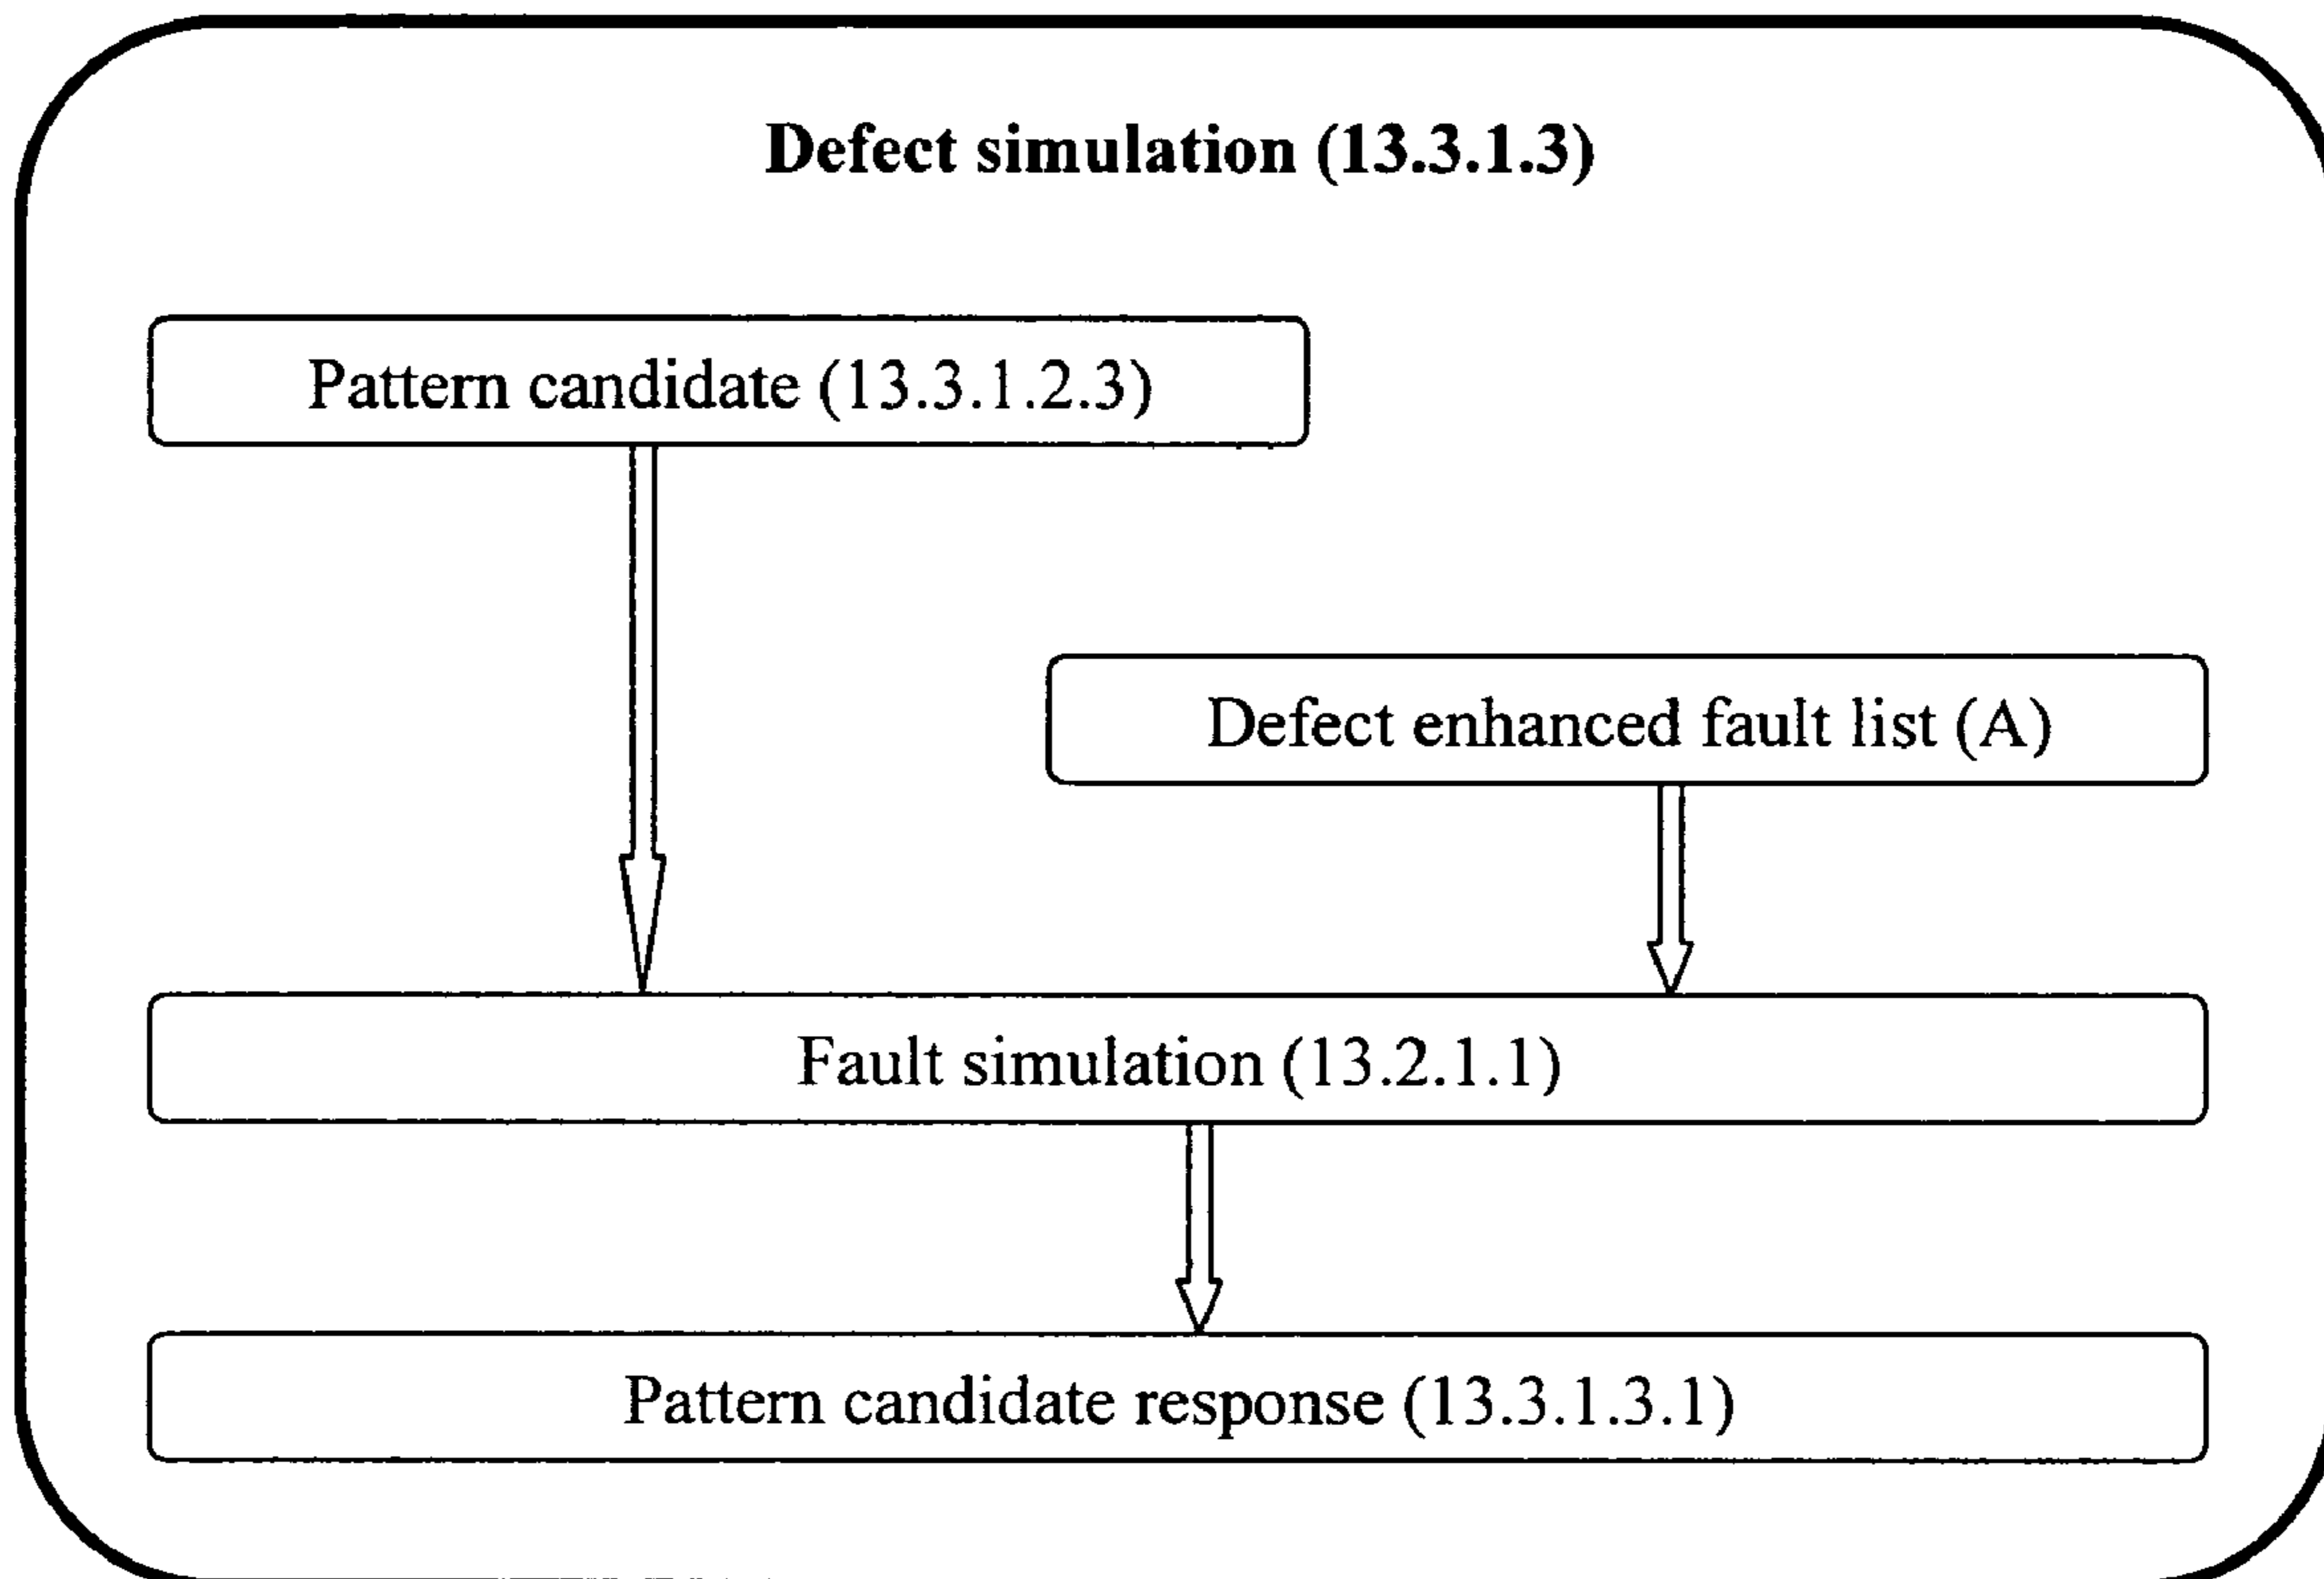 Defect simulation (13.3.1.3)
Pattern candidate (13.3.1.2.3)
Defect enhanced fault list (A)
Fault simulation (13.2.1.1)
Pattern candidate response (13.3.1.3.1)